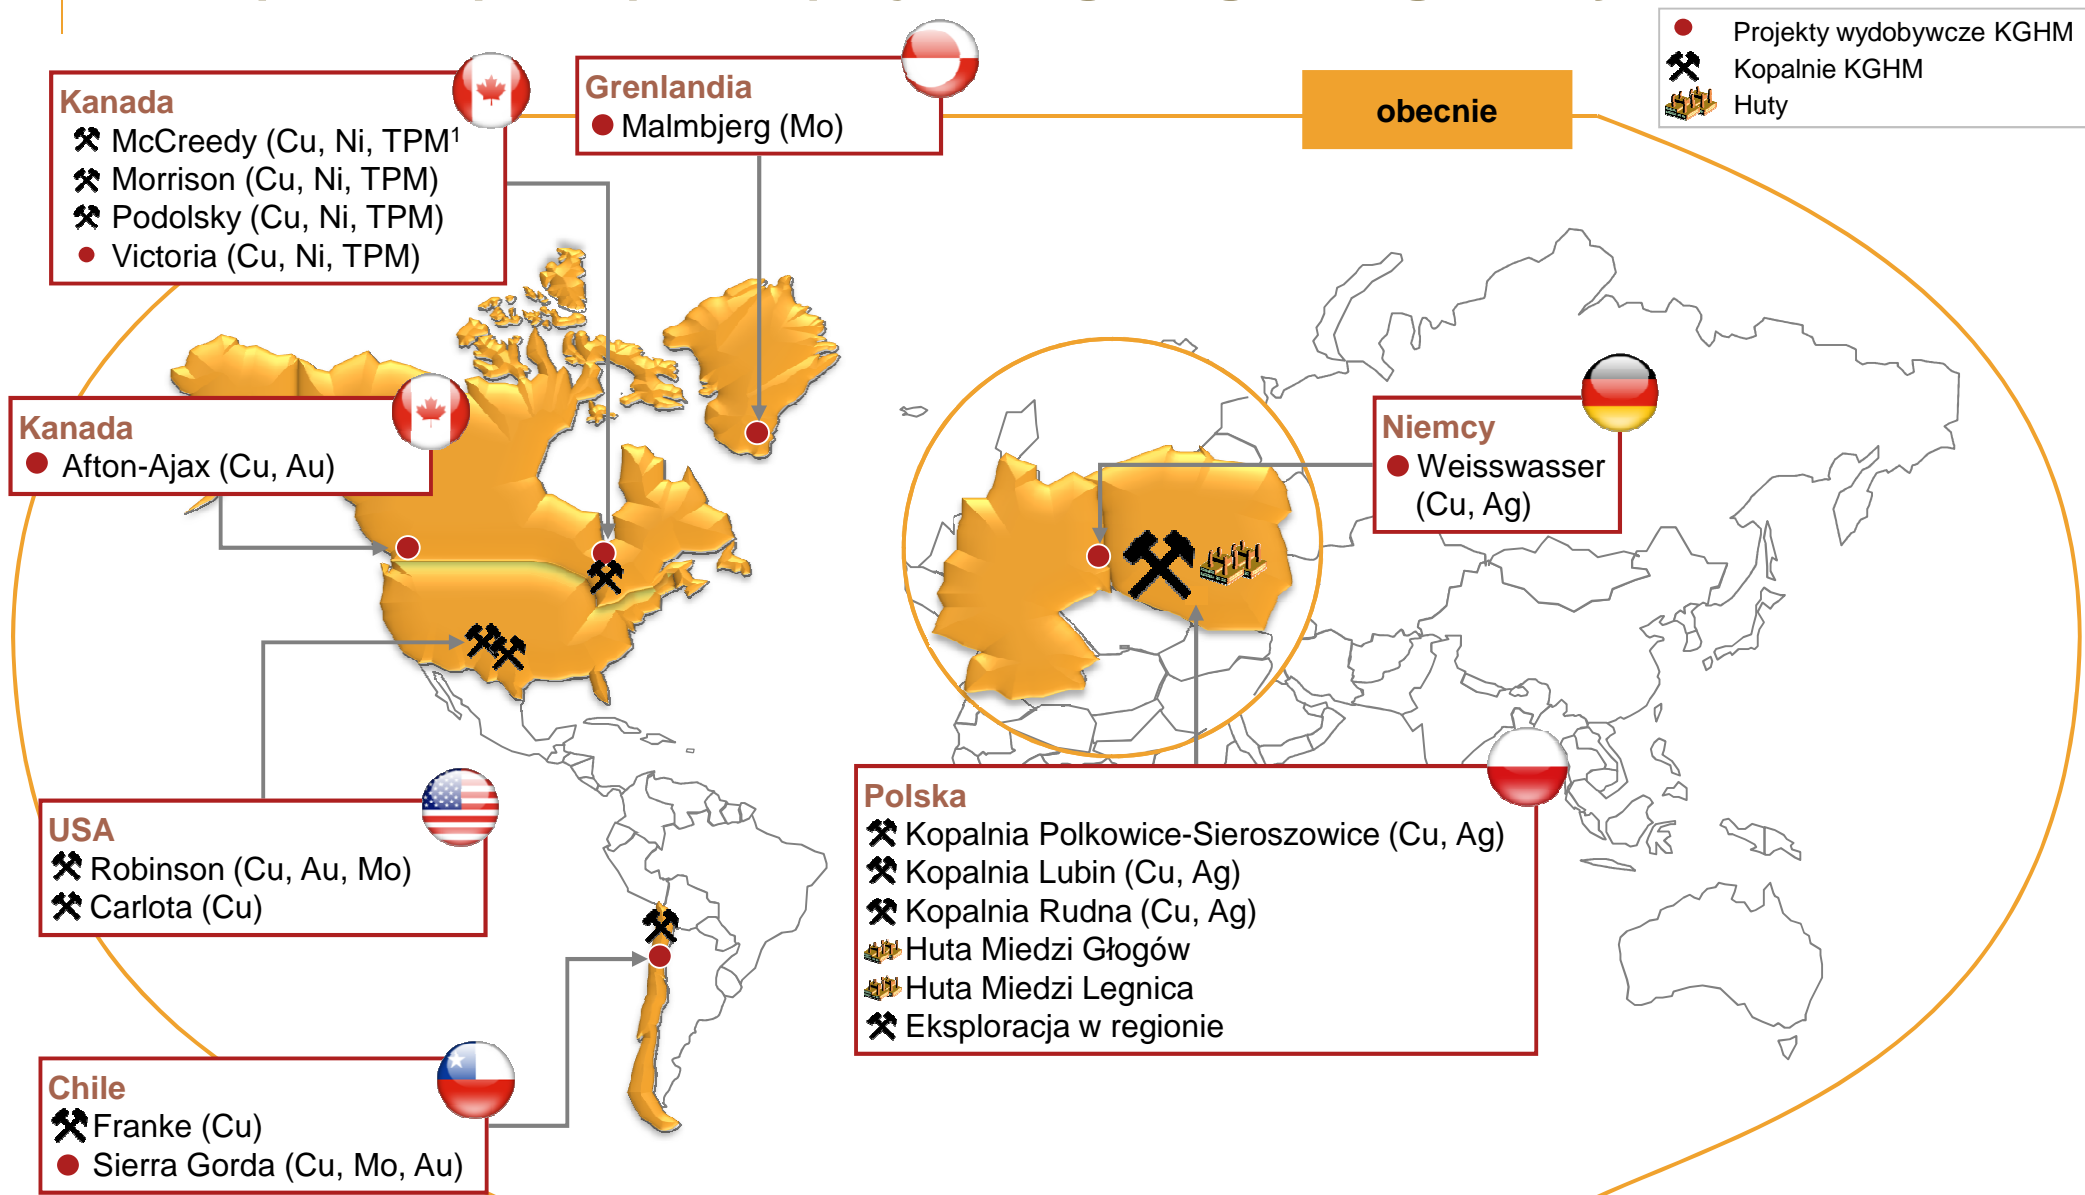 Projekty wydobywcze KGHM
Kopalnie KGHM
Huty
obecnie
Kanada
McCreedy (Cu, Ni, TPM¹
Morrison (Cu, Ni, TPM)
Podolsky (Cu, Ni, TPM)
Victoria (Cu, Ni, TPM)
Grenlandia
Malmbjerg (Mo)
Kanada
Afton-Ajax (Cu, Au)
Niemcy
Weisswasser
(Cu, Ag)
USA
Robinson (Cu, Au, Mo)
Carlota (Cu)
Polska
Kopalnia Polkowice-Sieroszowice (Cu, Ag)
Kopalnia Lubin (Cu, Ag)
Kopalnia Rudna (Cu, Ag)
Huta Miedzi Głogów
Huta Miedzi Legnica
Eksploracja w regionie
Chile
Franke (Cu)
Sierra Gorda (Cu, Mo, Au)